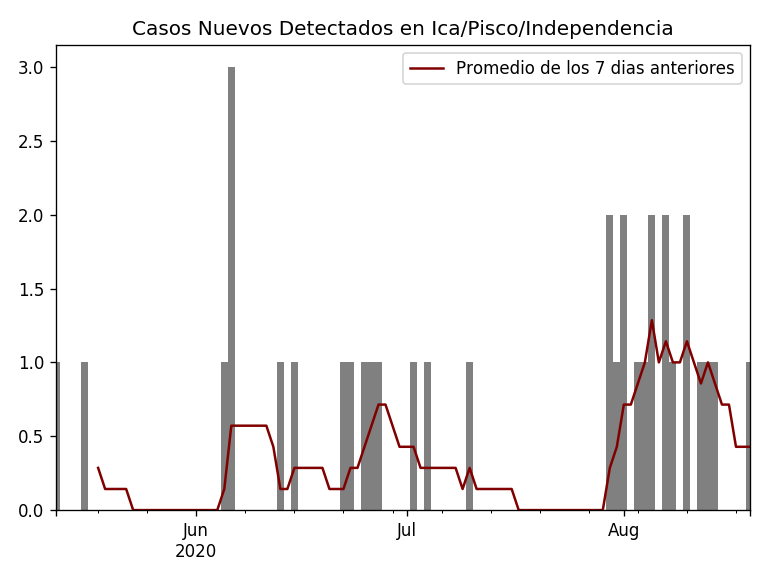 Casos Nuevos Detectados en Ica/Pisco/Independencia
Promedio de los 7 dias anteriores
3.0
2.5
2.0
1.5
1.0
0.5
0.0
Jun
2020
Jul
Aug